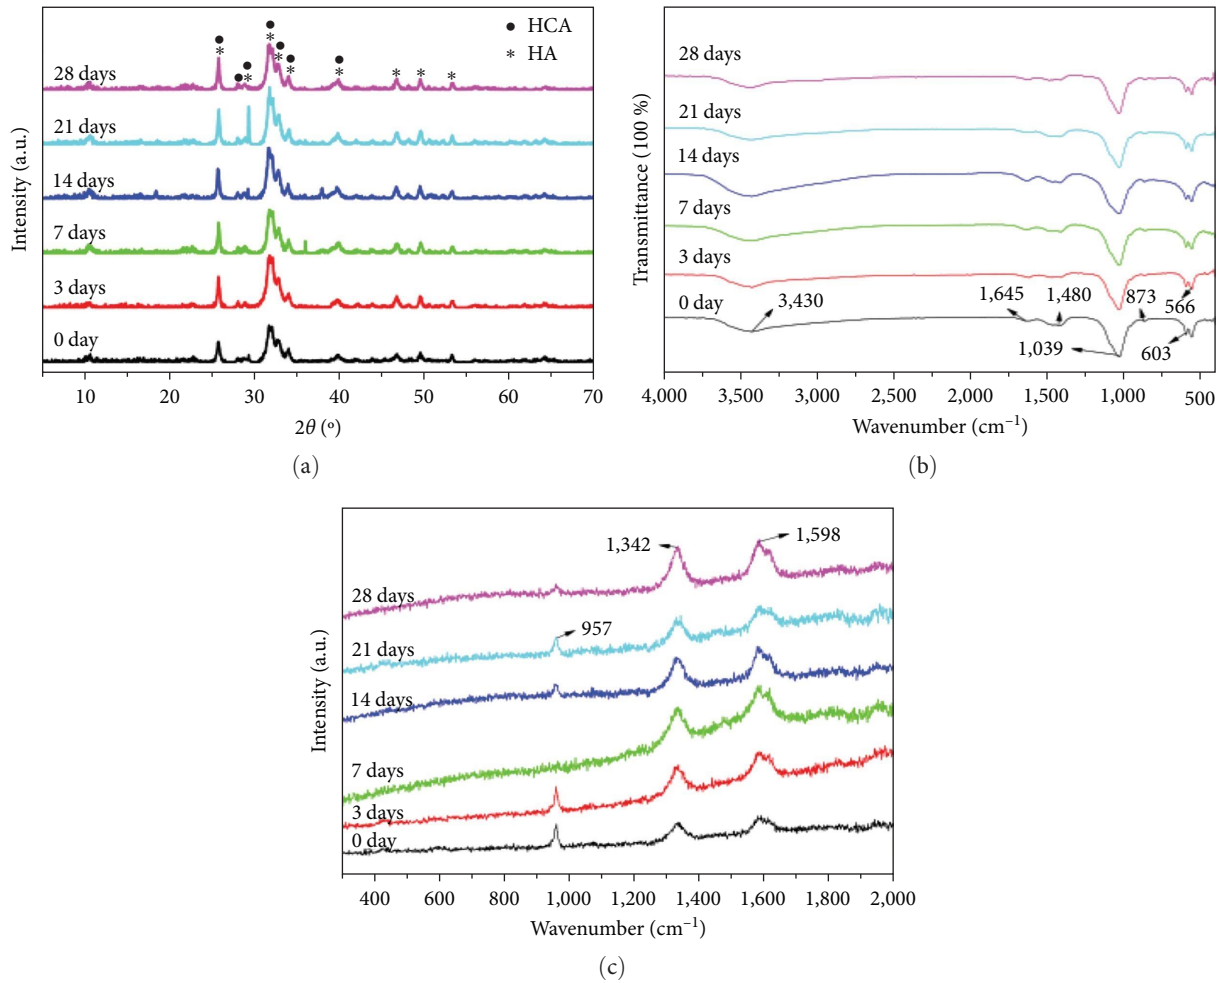 ● HCA
* HA
28 days
21 days
14 days
7 days
3 days
0 day
Intensity (a.u.)
10 20 30 40 50 60 70
2θ (º)
(a)
28 days
21 days
14 days
7 days
3 days
0 day
3,430
1,645
1,480
873
566
1,039
603
Transmittance (100 %)
4,000 3,500 3,000 2,500 2,000 1,500 1,000 500
Wavenumber (cm⁻¹)
(b)
1,342
1,598
28 days
957
21 days
14 days
7 days
3 days
0 day
Intensity (a.u.)
400 600 800 1,000 1,200 1,400 1,600 1,800 2,000
Wavenumber (cm⁻¹)
(c)